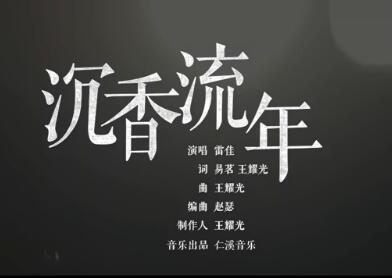 沉香流年
演唱 雷佳
词 易茗 王耀光
曲 王耀光
编曲 赵瑟
制作人 王耀光
音乐出品 仁溪音乐